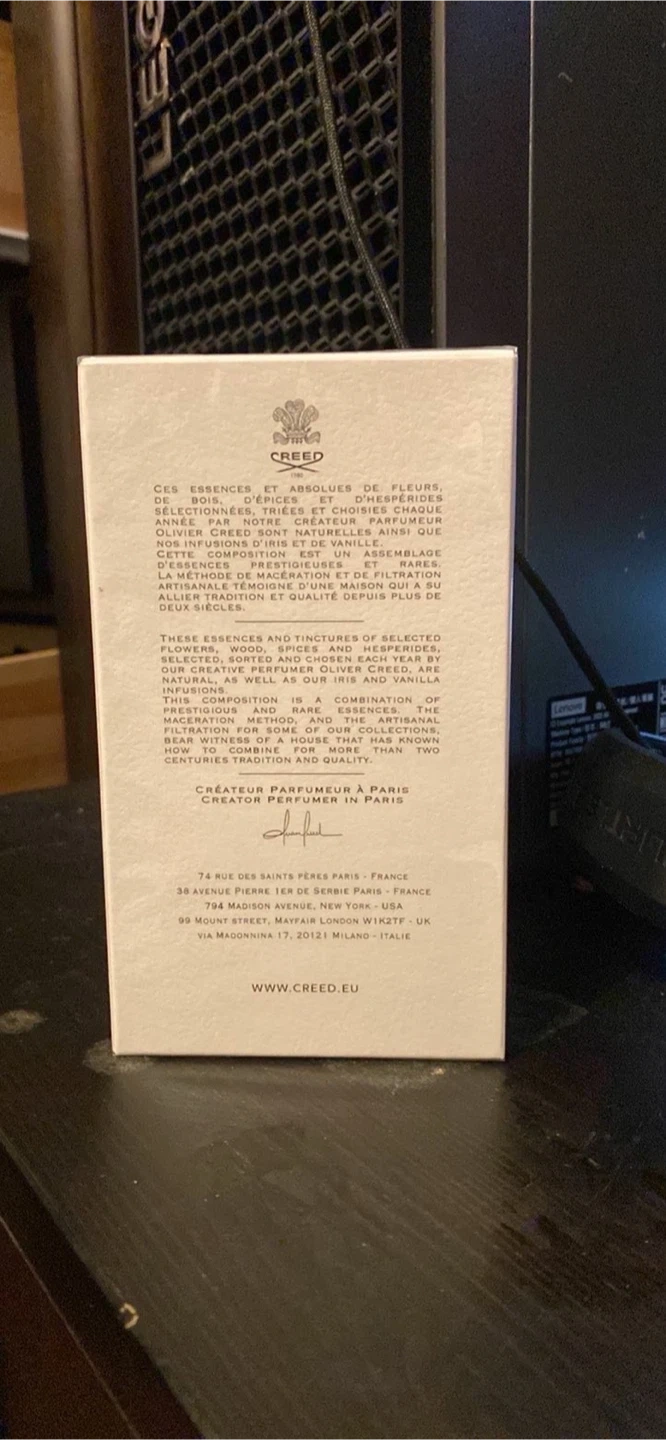 LEG
CREED
1760
CES ESSENCES ET ABSOLUES DE FLEURS,
DE BOIS, D'ÉPICES ET D'HESPÉRIDES
SÉLECTIONNÉES, TRIÉES ET CHOISIES CHAQUE
ANNÉE PAR NOTRE CRÉATEUR PARFUMEUR
OLIVIER CREED SONT NATURELLES AINSI QUE
NOS INFUSIONS D'IRIS ET DE VANILLE.
CETTE COMPOSITION EST UN ASSEMBLAGE
D'ESSENCES PRESTIGIEUSES ET RARES.
LA MÉTHODE DE MACÉRATION ET DE FILTRATION
ARTISANALE TÉMOIGNE D'UNE MAISON QUI A SU
ALLIER TRADITION ET QUALITÉ DEPUIS PLUS DE
DEUX SIÈCLES.
THESE ESSENCES AND TINCTURES OF SELECTED
FLOWERS, WOOD, SPICES AND HESPERIDES,
SELECTED, SORTED AND CHOSEN EACH YEAR BY
OUR CREATIVE PERFUMER OLIVER CREED, ARE
NATURAL, AS WELL AS OUR IRIS AND VANILLA
INFUSIONS.
THIS COMPOSITION IS A COMBINATION OF
PRESTIGIOUS AND RARE ESSENCES. THE
MACERATION METHOD, AND THE ARTISANAL
FILTRATION FOR SOME OF OUR COLLECTIONS,
BEAR WITNESS OF A HOUSE THAT HAS KNOWN
HOW TO COMBINE FOR MORE THAN TWO
CENTURIES TRADITION AND QUALITY.
CRÉATEUR PARFUMEUR À PARIS
CREATOR PERFUMER IN PARIS
74 RUE DES SAINTS PÈRES PARIS - FRANCE
38 AVENUE PIERRE 1ER DE SERBIE PARIS - FRANCE
794 MADISON AVENUE, NEW YORK - USA
99 MOUNT STREET, MAYFAIR LONDON W1K2TF - UK
VIA MADONNINA 17, 20121 MILANO - ITALIE
WWW.CREED.EU
Lenovo